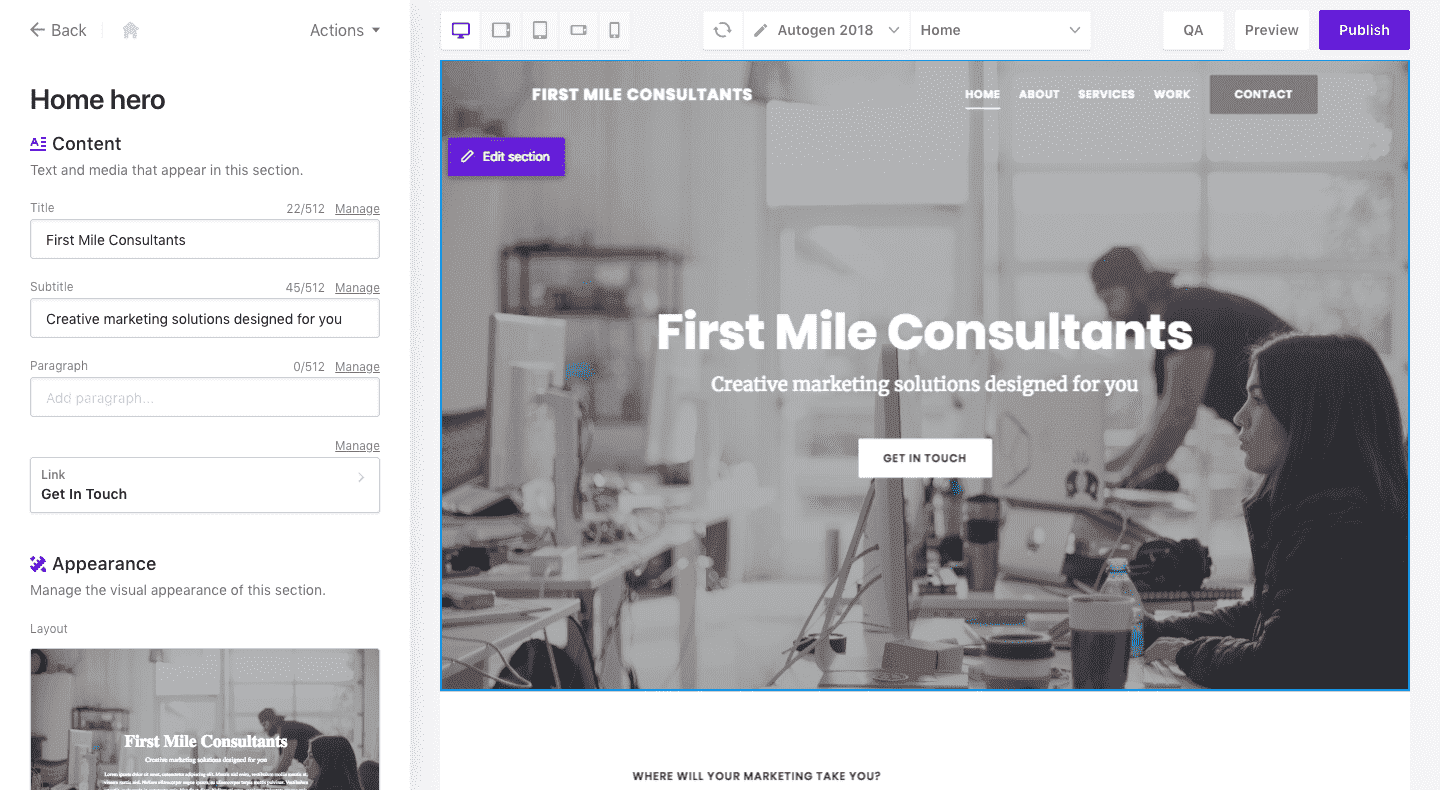 Back
Actions
Autogen 2018
Home
QA
Preview
Publish
Home hero
Content
Text and media that appear in this section.
Title 22/512 Manage
First Mile Consultants
Subtitle 45/512 Manage
Creative marketing solutions designed for you
Paragraph 0/512 Manage
Add paragraph...
Manage
Link
Get In Touch
Appearance
Manage the visual appearance of this section.
Layout
First Mile Consultants
Creative marketing solutions designed for you
FIRST MILE CONSULTANTS
HOME ABOUT SERVICES WORK CONTACT
Edit section
First Mile Consultants
Creative marketing solutions designed for you
GET IN TOUCH
WHERE WILL YOUR MARKETING TAKE YOU?